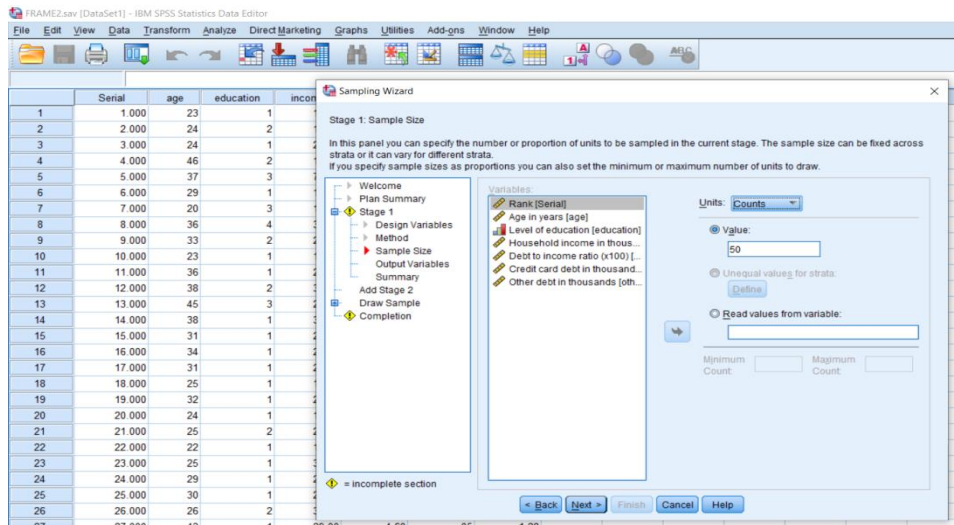 FRAME2.sav [DataSet1] - IBM SPSS Statistics Data Editor
File Edit View Data Transform Analyze Direct Marketing Graphs Utilities Add-ons Window Help
Serial age education incom
1 1.000 23 1
2 2.000 24 2
3 3.000 24 1
4 4.000 46 2
5 5.000 37 3
6 6.000 29 1
7 7.000 20 3
8 8.000 36 4
9 9.000 33 2
10 10.000 23 1
11 11.000 36 1
12 12.000 38 2
13 13.000 45 3
14 14.000 38 1
15 15.000 31 1
16 16.000 34 1
17 17.000 31 1
18 18.000 25 1
19 19.000 32 1
20 20.000 24 1
21 21.000 25 2
22 22.000 22 1
23 23.000 25 1
24 24.000 29 1
25 25.000 30 1
26 26.000 26 2
Sampling Wizard
Stage 1: Sample Size
In this panel you can specify the number or proportion of units to be sampled in the current stage. The sample size can be fixed across
strata or it can vary for different strata.
If you specify sample sizes as proportions you can also set the minimum or maximum number of units to draw.
Welcome
Plan Summary
Stage 1
Design Variables
Method
Sample Size
Output Variables
Summary
Add Stage 2
Draw Sample
Completion
= incomplete section
Variables:
Rank [Serial]
Age in years [age]
Level of education [education]
Household income in thous...
Debt to income ratio (x100) [...
Credit card debt in thousand...
Other debt in thousands [oth...
Units: Counts
Value:
50
Unequal values for strata:
Define
Read values from variable:
Minimum Count:
Maximum Count:
< Back Next > Finish Cancel Help